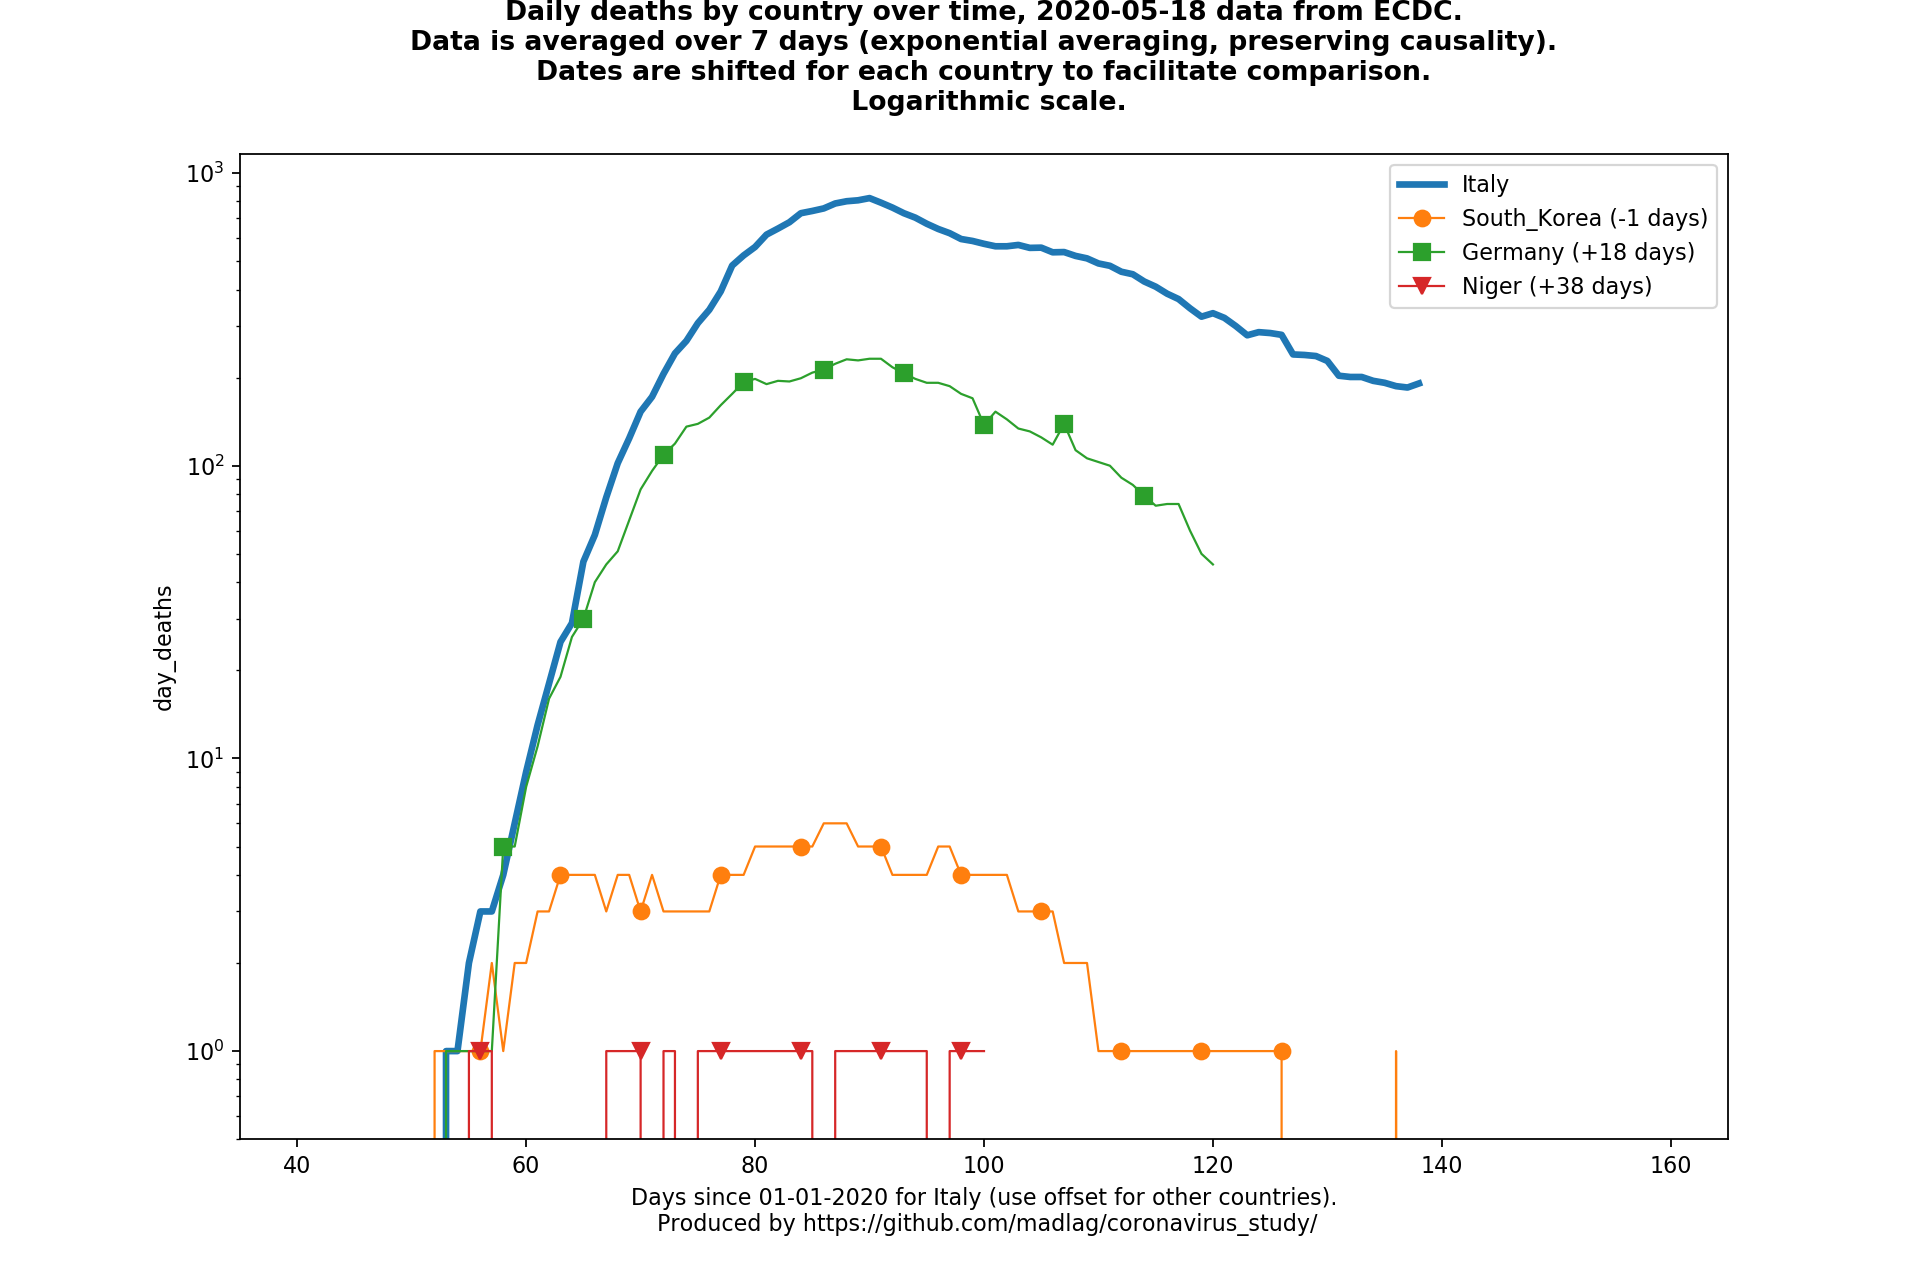 Daily deaths by country over time, 2020-05-18 data from ECDC.
Data is averaged over 7 days (exponential averaging, preserving causality).
Dates are shifted for each country to facilitate comparison.
Logarithmic scale.
10³
10²
10¹
10⁰
day_deaths
Italy
South_Korea (-1 days)
Germany (+18 days)
Niger (+38 days)
40 60 80 100 120 140 160
Days since 01-01-2020 for Italy (use offset for other countries).
Produced by https://github.com/madlag/coronavirus_study/